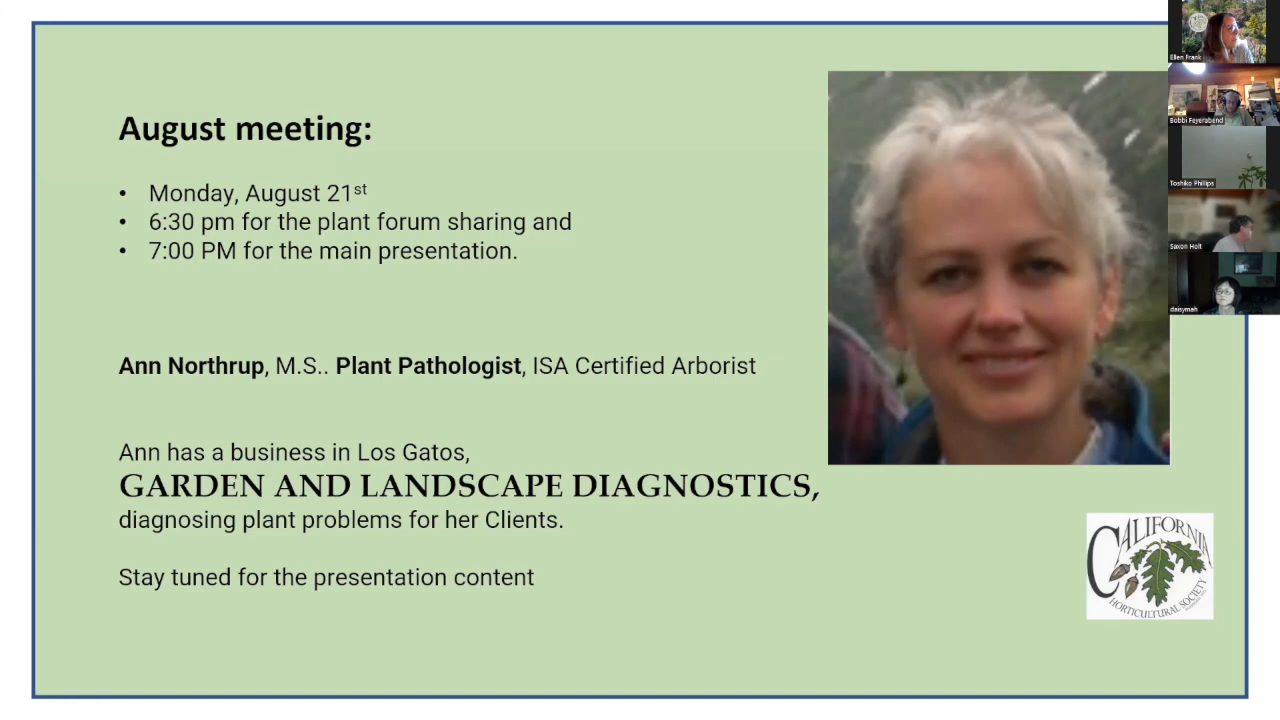 August meeting:
• Monday, August 21st
• 6:30 pm for the plant forum sharing and
• 7:00 PM for the main presentation.
Ann Northrup, M.S.. Plant Pathologist, ISA Certified Arborist
Ann has a business in Los Gatos,
GARDEN AND LANDSCAPE DIAGNOSTICS,
diagnosing plant problems for her Clients.
Stay tuned for the presentation content
CALIFORNIA
HORTICULTURAL SOCIETY
Ellen Frank
Bobbi Feyerabend
Toshiko Phillips
Saxon Holt
daisymah